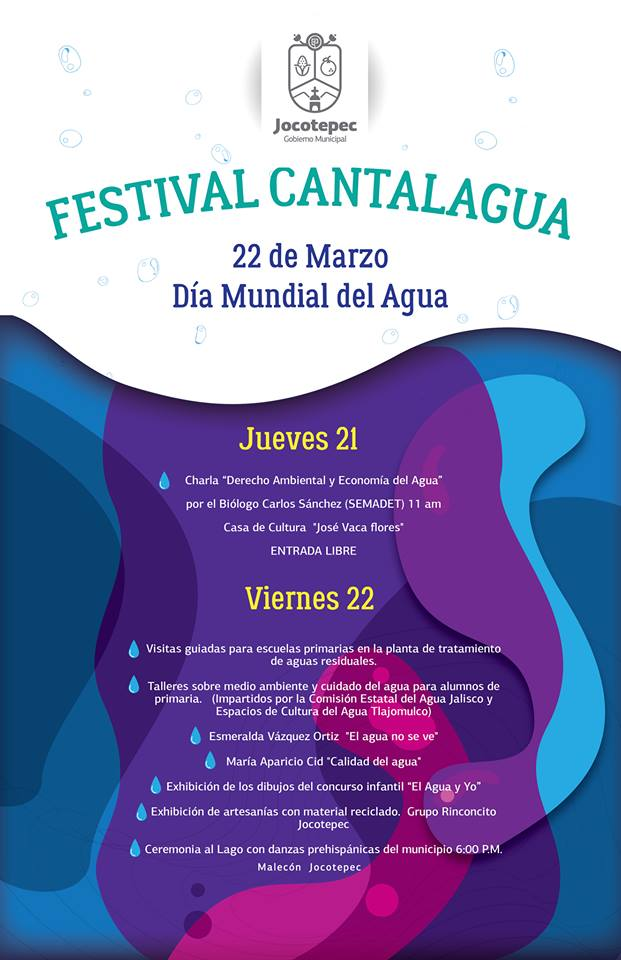 Jocotepec
Gobierno Municipal
FESTIVAL CANTALAGUA
22 de Marzo
Día Mundial del Agua
Jueves 21
Charla “Derecho Ambiental y Economía del Agua”
por el Biólogo Carlos Sánchez (SEMADET) 11 am
Casa de Cultura "José Vaca flores"
ENTRADA LIBRE
Viernes 22
Visitas guiadas para escuelas primarias en la planta de tratamiento
de aguas residuales.
Talleres sobre medio ambiente y cuidado del agua para alumnos de
primaria. (Impartidos por la Comisión Estatal del Agua Jalisco y
Espacios de Cultura del Agua Tlajomulco)
Esmeralda Vázquez Ortiz "El agua no se ve"
María Aparicio Cid "Calidad del agua"
Exhibición de los dibujos del concurso infantil “El Agua y Yo”
Exhibición de artesanías con material reciclado. Grupo Rinconcito
Jocotepec
Ceremonia al Lago con danzas prehispánicas del municipio 6:00 P.M.
Malecón Jocotepec